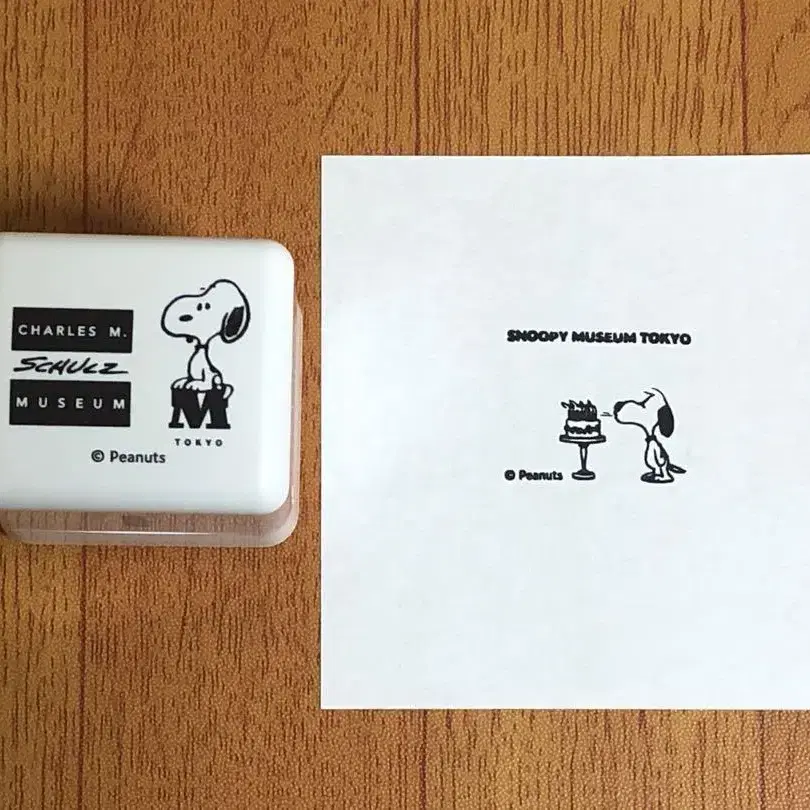 CHARLES M.
SCHULZ
MUSEUM
M
TOKYO
© Peanuts
SNOOPY MUSEUM TOKYO
© Peanuts